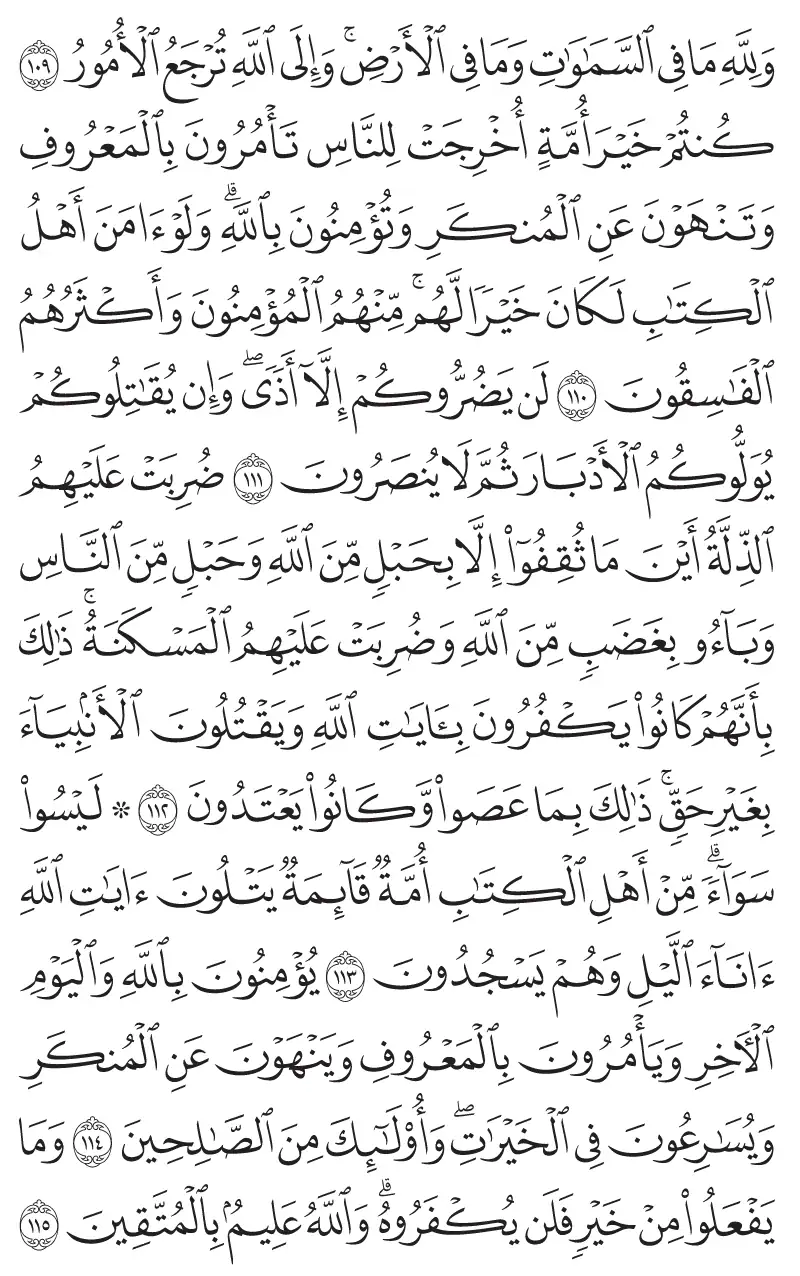 وَلِلَّهِ مَا فِي ٱلسَّمَٰوَٰتِ وَمَا فِي ٱلۡأَرۡضِۚ وَإِلَى ٱللَّهِ تُرۡجَعُ ٱلۡأُمُورُ ١٠٩
كُنتُمۡ خَيۡرَ أُمَّةٍ أُخۡرِجَتۡ لِلنَّاسِ تَأۡمُرُونَ بِٱلۡمَعۡرُوفِ
وَتَنۡهَوۡنَ عَنِ ٱلۡمُنكَرِ وَتُؤۡمِنُونَ بِٱللَّهِۗ وَلَوۡ ءَامَنَ أَهۡلُ
ٱلۡكِتَٰبِ لَكَانَ خَيۡرٗا لَّهُمۚ مِّنۡهُمُ ٱلۡمُؤۡمِنُونَ وَأَكۡثَرُهُمُ
ٱلۡفَٰسِقُونَ ١١٠ لَن يَضُرُّوكُمۡ إِلَّآ أَذٗىۖ وَإِن يُقَٰتِلُوكُمۡ
يُوَلُّوكُمُ ٱلۡأَدۡبَارَ ثُمَّ لَا يُنصَرُونَ ١١١ ضُرِبَتۡ عَلَيۡهِمُ
ٱلذِّلَّةُ أَيۡنَ مَا ثُقِفُوٓاْ إِلَّا بِحَبۡلٖ مِّنَ ٱللَّهِ وَحَبۡلٖ مِّنَ ٱلنَّاسِ
وَبَآءُو بِغَضَبٖ مِّنَ ٱللَّهِ وَضُرِبَتۡ عَلَيۡهِمُ ٱلۡمَسۡكَنَةُۚ ذَٰلِكَ
بِأَنَّهُمۡ كَانُواْ يَكۡفُرُونَ بِـَٔايَٰتِ ٱللَّهِ وَيَقۡتُلُونَ ٱلۡأَنۢبِيَآءَ
بِغَيۡرِ حَقّٖۚ ذَٰلِكَ بِمَا عَصَواْ وَّكَانُواْ يَعۡتَدُونَ ١١٢ * لَيۡسُواْ
سَوَآءٗۗ مِّنۡ أَهۡلِ ٱلۡكِتَٰبِ أُمَّةٞ قَآئِمَةٞ يَتۡلُونَ ءَايَٰتِ ٱللَّهِ
ءَانَآءَ ٱلَّيۡلِ وَهُمۡ يَسۡجُدُونَ ١١٣ يُؤۡمِنُونَ بِٱللَّهِ وَٱلۡيَوۡمِ
ٱلۡأٓخِرِ وَيَأۡمُرُونَ بِٱلۡمَعۡرُوفِ وَيَنۡهَوۡنَ عَنِ ٱلۡمُنكَرِ
وَيُسَٰرِعُونَ فِي ٱلۡخَيۡرَٰتِۖ وَأُوْلَٰٓئِكَ مِنَ ٱلصَّٰلِحِينَ ١١٤ وَمَا
يَفۡعَلُواْ مِنۡ خَيۡرٖ فَلَن يُكۡفَرُوهُۗ وَٱللَّهُ عَلِيمُۢ بِٱلۡمُتَّقِينَ ١١٥